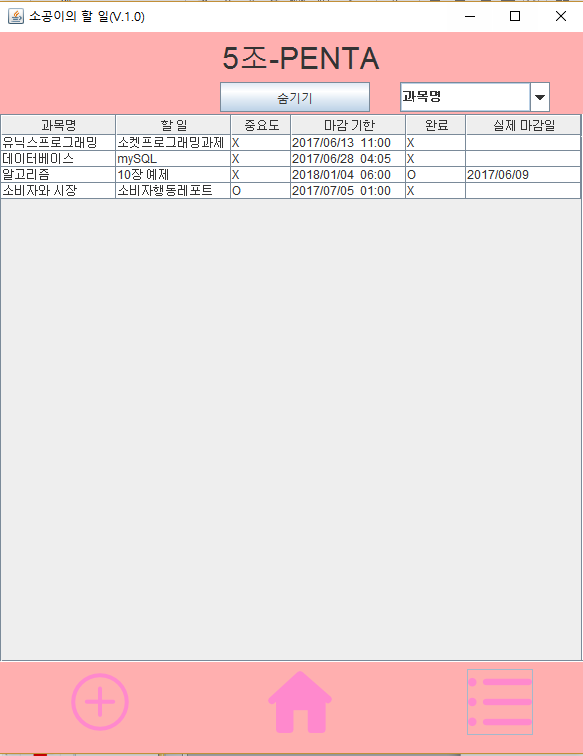 소공이의 할 일(V.1.0)
5조-PENTA
숨기기 과목명
과목명 할 일 중요도 마감 기한 완료 실제 마감일
유닉스프로그래밍 소켓프로그래밍과제 X 2017/06/13 11:00 X
데이터베이스 mySQL X 2017/06/28 04:05 X
알고리즘 10장 예제 X 2018/01/04 06:00 O 2017/06/09
소비자와 시장 소비자행동레포트 O 2017/07/05 01:00 X